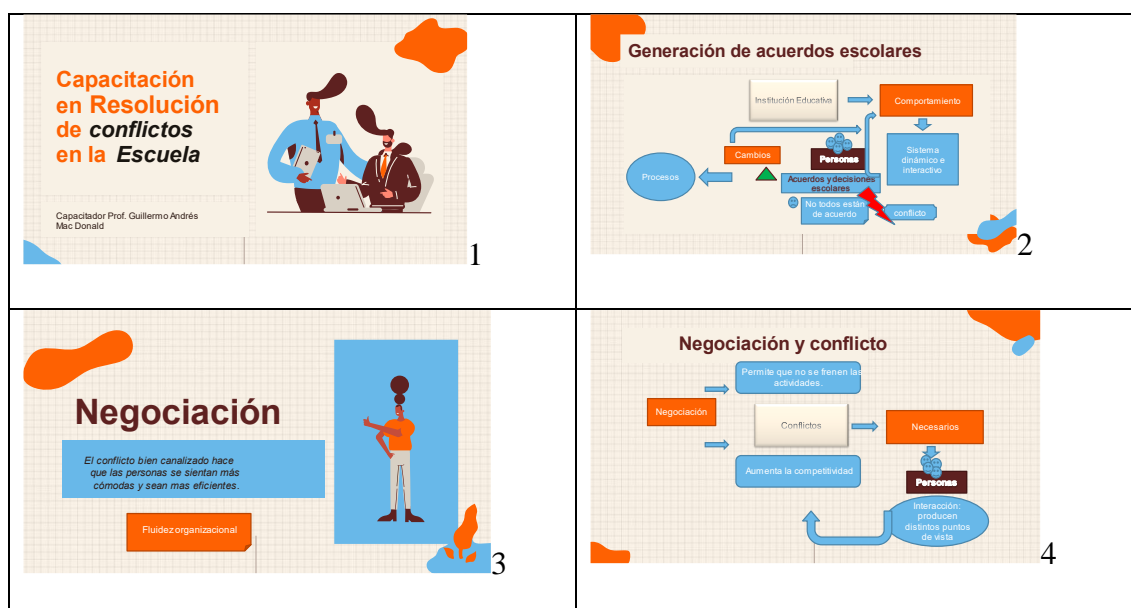 Capacitación
en Resolución
de conflictos
en la Escuela
Capacitador Prof. Guillermo Andrés
Mac Donald
1
Generación de acuerdos escolares
Institución Educativa
Comportamiento
Sistema
dinámico e
interactivo
Cambios
Personas
Procesos
Acuerdos y decisiones
escolares
No todos están
de acuerdo
conflicto
2
Negociación
El conflicto bien canalizado hace
que las personas se sientan más
cómodas y sean mas eficientes.
Fluidez organizacional
3
Negociación y conflicto
Permite que no se frenen las
actividades.
Negociación
Conflictos
Necesarios
Aumenta la competitividad
Personas
Interacción:
producen
distintos puntos
de vista
4